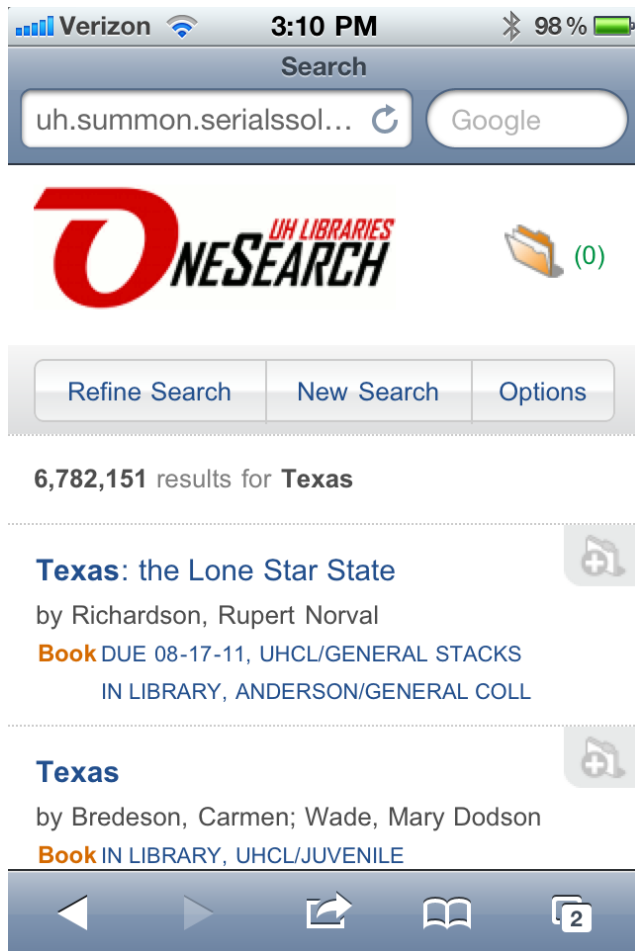 Verizon 3:10 PM 98%
Search
uh.summon.serialssol... Google
UH LIBRARIES
ONESEARCH (0)
Refine Search New Search Options
6,782,151 results for Texas
Texas: the Lone Star State
by Richardson, Rupert Norval
Book DUE 08-17-11, UHCL/GENERAL STACKS
IN LIBRARY, ANDERSON/GENERAL COLL
Texas
by Bredeson, Carmen; Wade, Mary Dodson
Book IN LIBRARY, UHCL/JUVENILE
2